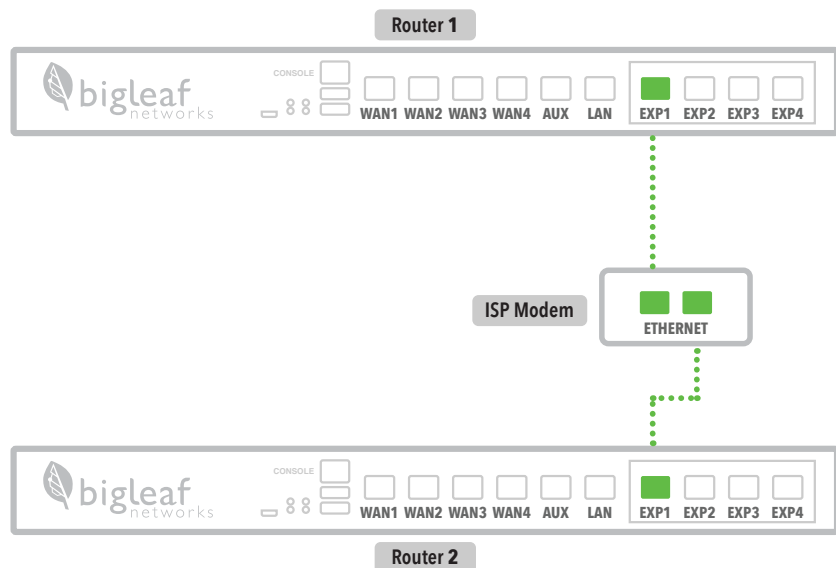 Router 1
bigleaf
networks
CONSOLE
WAN1 WAN2 WAN3 WAN4 AUX LAN EXP1 EXP2 EXP3 EXP4
ISP Modem
ETHERNET
bigleaf
networks
CONSOLE
WAN1 WAN2 WAN3 WAN4 AUX LAN EXP1 EXP2 EXP3 EXP4
Router 2